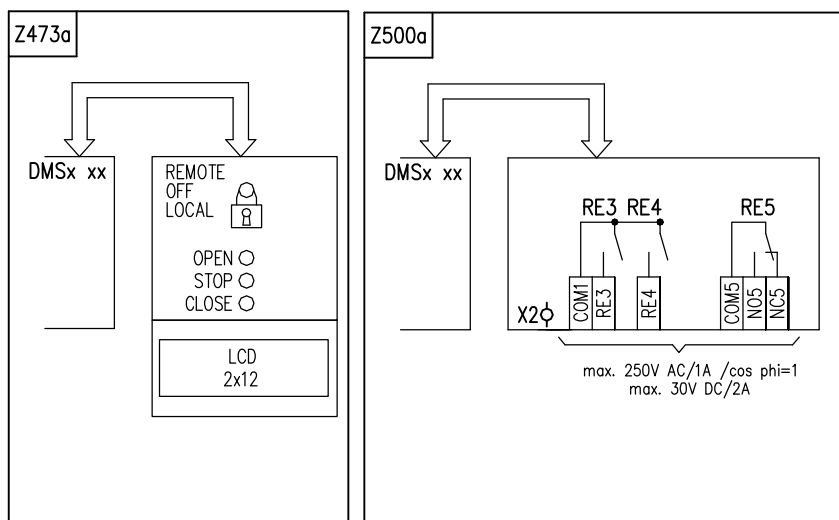 Z473a
DMSx xx
REMOTE
OFF
LOCAL
OPEN
STOP
CLOSE
LCD
2x12
Z500a
DMSx xx
RE3 RE4 RE5
COM1
RE3
RE4
COM5
NO5
NC5
X2
max. 250V AC/1A /cos phi=1
max. 30V DC/2A